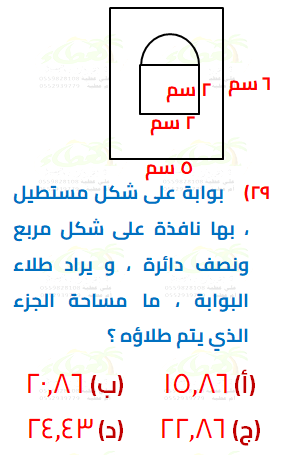 ٢ سم
٦ سم
٢ سم
٥ سم
٢٩) بوابة على شكل مستطيل
، بها نافذة على شكل مربع
ونصف دائرة ، و يراد طلاء
البوابة ، ما مساحة الجزء
الذي يتم طلاؤه ؟
(أ) ١٥,٨٦ (ب) ٢٠,٨٦
(ج) ٢٢,٨٦ (د) ٢٤,٤٣